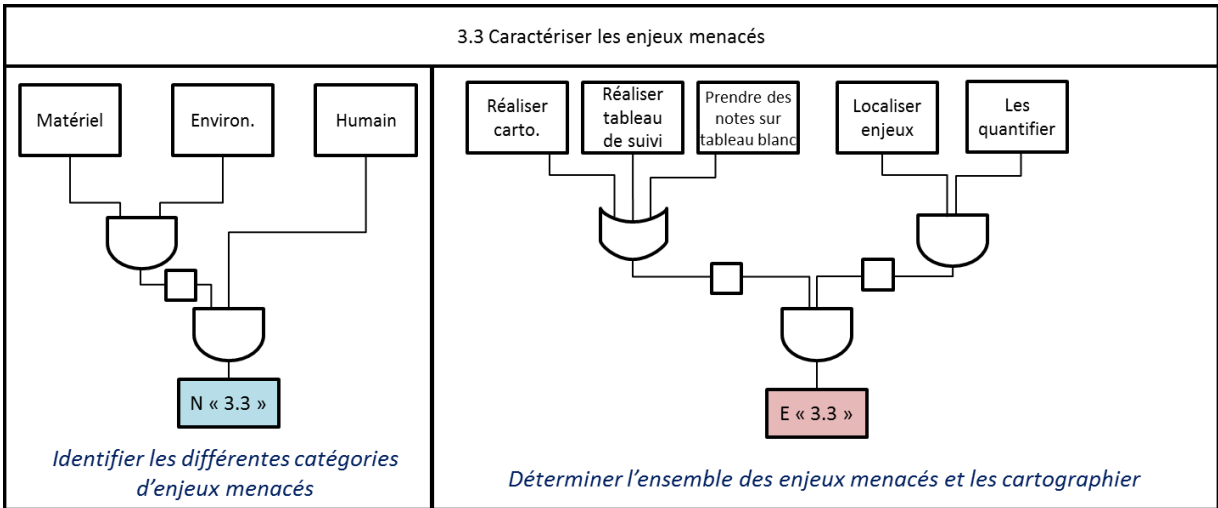 3.3 Caractériser les enjeux menacés
Matériel
Environ.
Humain
N « 3.3 »
Identifier les différentes catégories
d’enjeux menacés
Réaliser
carto.
Réaliser
tableau
de suivi
Prendre des
notes sur
tableau blanc
Localiser
enjeux
Les
quantifier
E « 3.3 »
Déterminer l’ensemble des enjeux menacés et les cartographier